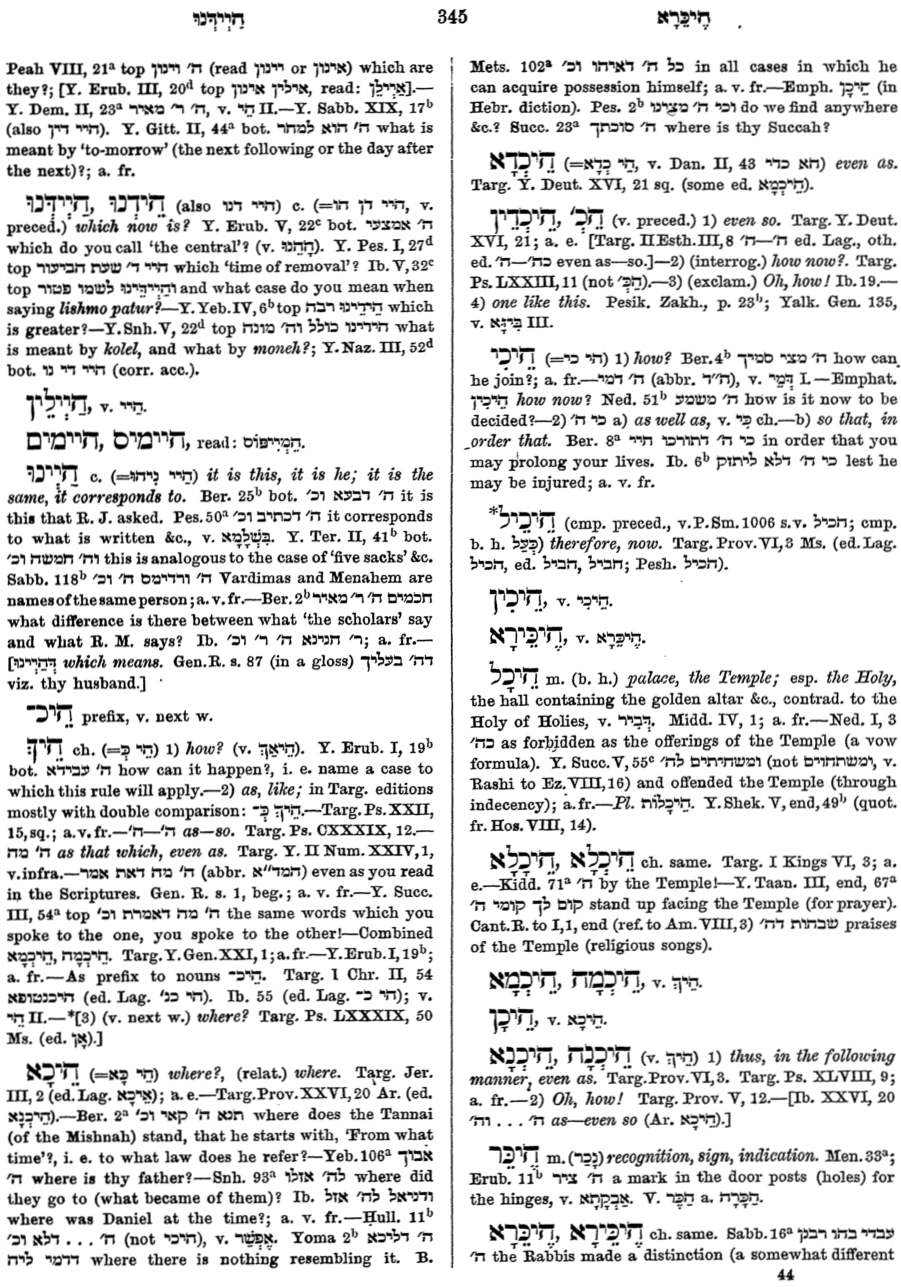 הַיְידְּנוּ 345 הֶיכֵּרָא
Peah VIII, 21ᵃ top ה׳ וינון (read ויינון or אינון) which are
they?; [Y. Erub. III, 20ᵈ top אילין אינון, read: אֵיילֵין].—
Y. Dem. II, 23ᵃ ה׳ ר׳ מאיר, v. הֵי II.—Y. Sabb. XIX, 17ᵇ
(also היי דין). Y. Gitt. II, 44ᵃ bot. ה׳ הוא למחר what is
meant by ‘to-morrow’ (the next following or the day after
the next)?; a. fr.
הֵידְנוּ, הַיְידְּנוּ (also היי דנו) c. (=היי דן הו, v.
preced.) which now is? Y. Erub. V, 22ᶜ bot. ה׳ אמצעי
which do you call ‘the central’? (v. הַהֲנוּ). Y. Pes. I, 27ᵈ
top היי ד׳ שעת הביעור which ‘time of removal’? Ib. V, 32ᶜ
top והַיְידֵינוּ לשמו פטור and what case do you mean when
saying lishmo patur?—Y. Yeb. IV, 6ᵇ top הֵידֵינוּ רבה which
is greater?—Y. Snh. V, 22ᵈ top הידינו כולל וה׳ מונה what
is meant by kolel, and what by moneh?; Y. Naz. III, 52ᵈ
bot. היי די נו (corr. acc.).
הַיְילֵין, v. היי.
היימים, היימיס, read: הַמְרִיפּוֹס.
הַיְינוּ c. (=היי ניהו) it is this, it is he; it is the
same, it corresponds to. Ber. 25ᵇ bot. ה׳ דבעא וכ׳ it is
this that R. J. asked. Pes. 50ᵃ ה׳ דכתיב וכ׳ it corresponds
to what is written &c., v. בִּשְׁלָמָא. Y. Ter. II, 41ᵇ bot.
וה׳ חמשה וכ׳ this is analogous to the case of ‘five sacks’ &c.
Sabb. 118ᵇ ה׳ ורדימס ה׳ וכ׳ Vardimas and Menahem are
names of the same person; a. v. fr.—Ber. 2ᵇ חכמים ה׳ ר׳ מאיר
what difference is there between what ‘the scholars’ say
and what R. M. says? Ib. ר׳ חנינא ה׳ ר׳ וכ׳; a. fr.—
[דְּהַיְינוּ which means. Gen. R. s. 87 (in a gloss) דה׳ בעליך
viz. thy husband.]
הֵיכ־ prefix, v. next w.
הֵיךְ ch. (=הֵי כְּ) 1) how? (v. הֵיאַךְ). Y. Erub. I, 19ᵇ
bot. ה׳ עבידא how can it happen?, i. e. name a case to
which this rule will apply.—2) as, like; in Targ. editions
mostly with double comparison: הֵיךְ כְּ־.—Targ. Ps. XXII,
15, sq.; a. v. fr.—ה׳—ה׳ as—so. Targ. Ps. CXXXIX, 12.—
ה׳ מה as that which, even as. Targ. Y. II Num. XXIV, 1,
v. infra.—ה׳ מה דאת אמר (abbr. המד״א) even as you read
in the Scriptures. Gen. R. s. 1, beg.; a. v. fr.—Y. Succ.
III, 54ᵃ top ה׳ מה דאמרת וכ׳ the same words which you
spoke to the one, you spoke to the other!—Combined
הֵיכְמָה, הֵיכְמָא. Targ. Y. Gen. XXI, 1; a. fr.—Y. Erub. I, 19ᵇ;
a. fr.—As prefix to nouns היכ־. Targ. 1 Chr. II, 54
היכנטופא (ed. Lag. הי כנ׳). Ib. 55 (ed. Lag. הי כ־); v.
הֵי II.—*[3) (v. next w.) where? Targ. Ps. LXXXIX, 50
Ms. (ed. אָן).]
הֵיכָא (=הֵי כָּא) where?, (relat.) where. Targ. Jer.
III, 2 (ed. Lag. אֵיכָא); a. e.—Targ. Prov. XXVI, 20 Ar. (ed.
הֵיכְנָא).—Ber. 2ᵃ תנא ה׳ קאי וכ׳ where does the Tannai
(of the Mishnah) stand, that he starts with, ‘From what
time’?, i. e. to what law does he refer?—Yeb. 106ᵃ אבוך
ה׳ where is thy father?—Snh. 93ᵃ לה׳ אזלו where did
they go to (what became of them)? Ib. ודניאל לה׳ אזל
where was Daniel at the time?; a. v. fr.—Ḥull. 11ᵇ
ה׳ . . . דלא וכ׳ (not היכי), v. אֶפְשַׁר. Yoma 2ᵇ ה׳ דליכא
דדמי ליה where there is nothing resembling it. B.
Mets. 102ᵃ כל ה׳ דאיהו וכ׳ in all cases in which he
can acquire possession himself; a. v. fr.—Emph. הֵיכָן (in
Hebr. diction). Pes. 2ᵇ וכי ה׳ מצינו do we find anywhere
&c.? Succ. 23ᵃ ה׳ סוכתך where is thy Succah?
הֵיכְדָא (=הֵי כְּדָא, v. Dan. II, 43 הא כדי) even as.
Targ. Y. Deut. XVI, 21 sq. (some ed. הֵיכְמָא).
הֵיכְדֵין, הֵכְ׳ (v. preced.) 1) even so. Targ. Y. Deut.
XVI, 21; a. e. [Targ. II Esth. III, 8 ה׳—ה׳ ed. Lag., oth.
ed. כה׳—ה׳ even as—so.]—2) (interrog.) how now?. Targ.
Ps. LXXIII, 11 (not הֵכְּ׳).—3) (exclam.) Oh, how! Ib. 19.—
4) one like this. Pesik. Zakh., p. 23ᵇ; Yalk. Gen. 135,
v. בִּיזָּא III.
הֵיכִי (=הי כי) 1) how? Ber. 4ᵇ ה׳ מצי סמיך how can
he join?; a. fr.—ה׳ דמי (abbr. ה״ד), v. דְּמֵי I.—Emphat.
הֵיכִין how now? Ned. 51ᵇ ה׳ משמע how is it now to be
decided?—2) כי ה׳ a) as well as, v. כִּי ch.—b) so that, in
order that. Ber. 8ᵃ כי ה׳ דתורכו חיי in order that you
may prolong your lives. Ib. 6ᵇ כי ה׳ דלא ליתזק lest he
may be injured; a. v. fr.
*הֵיכֵיל (cmp. preced., v. P. Sm. 1006 s. v. הכיל; cmp.
b. h. כְּעַל) therefore, now. Targ. Prov. VI, 3 Ms. (ed. Lag.
הכיל, ed. חביל, הביל; Pesh. הכיל).
הֵיכִין, v. הֵיכִי.
הֶיכֵּירָא, v. הֶיכֵּרָא.
הֵיכָל m. (b. h.) palace, the Temple; esp. the Holy,
the hall containing the golden altar &c., contrad. to the
Holy of Holies, v. דְּבִיר. Midd. IV, 1; a. fr.—Ned. I, 3
כה׳ as forbidden as the offerings of the Temple (a vow
formula). Y. Succ. V, 55ᶜ ומשתיתים לה׳ (not ומשתחוים, v.
Rashi to Ez. VIII, 16) and offended the Temple (through
indecency); a. fr.—Pl. הֵיכָלוֹת. Y. Shek. V, end, 49ᵇ (quot.
fr. Hos. VIII, 14).
הֵיכְלָא, הֵיכָלָא ch. same. Targ. I Kings VI, 3; a.
e.—Kidd. 71ᵃ ה׳ by the Temple!—Y. Taan. III, end, 67ᵃ
קום לך קומי ה׳ stand up facing the Temple (for prayer).
Cant. R. to I, 1, end (ref. to Am. VIII, 3) שבחות דה׳ praises
of the Temple (religious songs).
הֵיכְמָה, הֵיכְמָא, v. הֵיךְ.
הֵיכָן, v. הֵיכָא.
הֵיכְנָה, הֵיכְנָא (v. הֵיךְ) 1) thus, in the following
manner, even as. Targ. Prov. VI, 3. Targ. Ps. XLVIII, 9;
a. fr.—2) Oh, how! Targ. Prov. V, 12.—[Ib. XXVI, 20
ה׳ . . . וה׳ as—even so (Ar. הֵיכָא).]
הֶיכֵּר m. (נָכַר) recognition, sign, indication. Men. 33ᵃ;
Erub. 11ᵇ ה׳ ציר a mark in the door posts (holes) for
the hinges, v. אַבְקָתָא. V. הֶכֵּר a. הַכָּרָה.
הֶיכֵּירָא, הֶיכֵּרָא ch. same. Sabb. 16ᵃ עבדי בהו רבנן
ה׳ the Rabbis made a distinction (a somewhat different
44